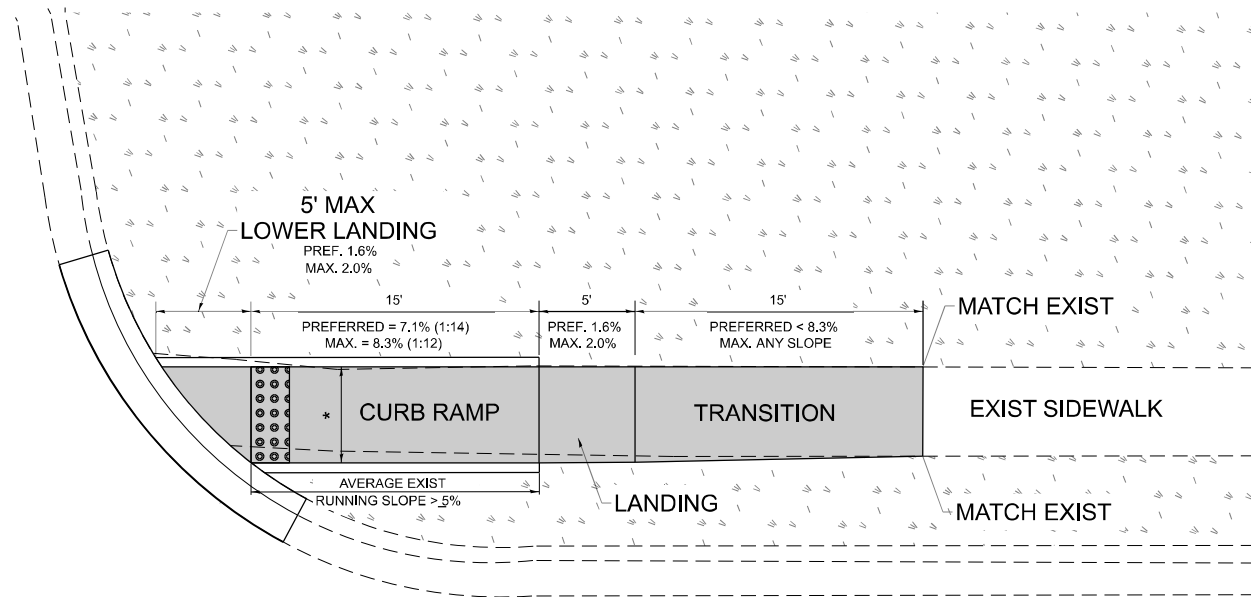 5' MAX
LOWER LANDING
PREF. 1.6%
MAX. 2.0%
15'
5'
15'
PREFERRED = 7.1% (1:14)
MAX. = 8.3% (1:12)
PREF. 1.6%
MAX. 2.0%
PREFERRED < 8.3%
MAX. ANY SLOPE
MATCH EXIST
*
CURB RAMP
TRANSITION
EXIST SIDEWALK
AVERAGE EXIST
RUNNING SLOPE > 5%
LANDING
MATCH EXIST